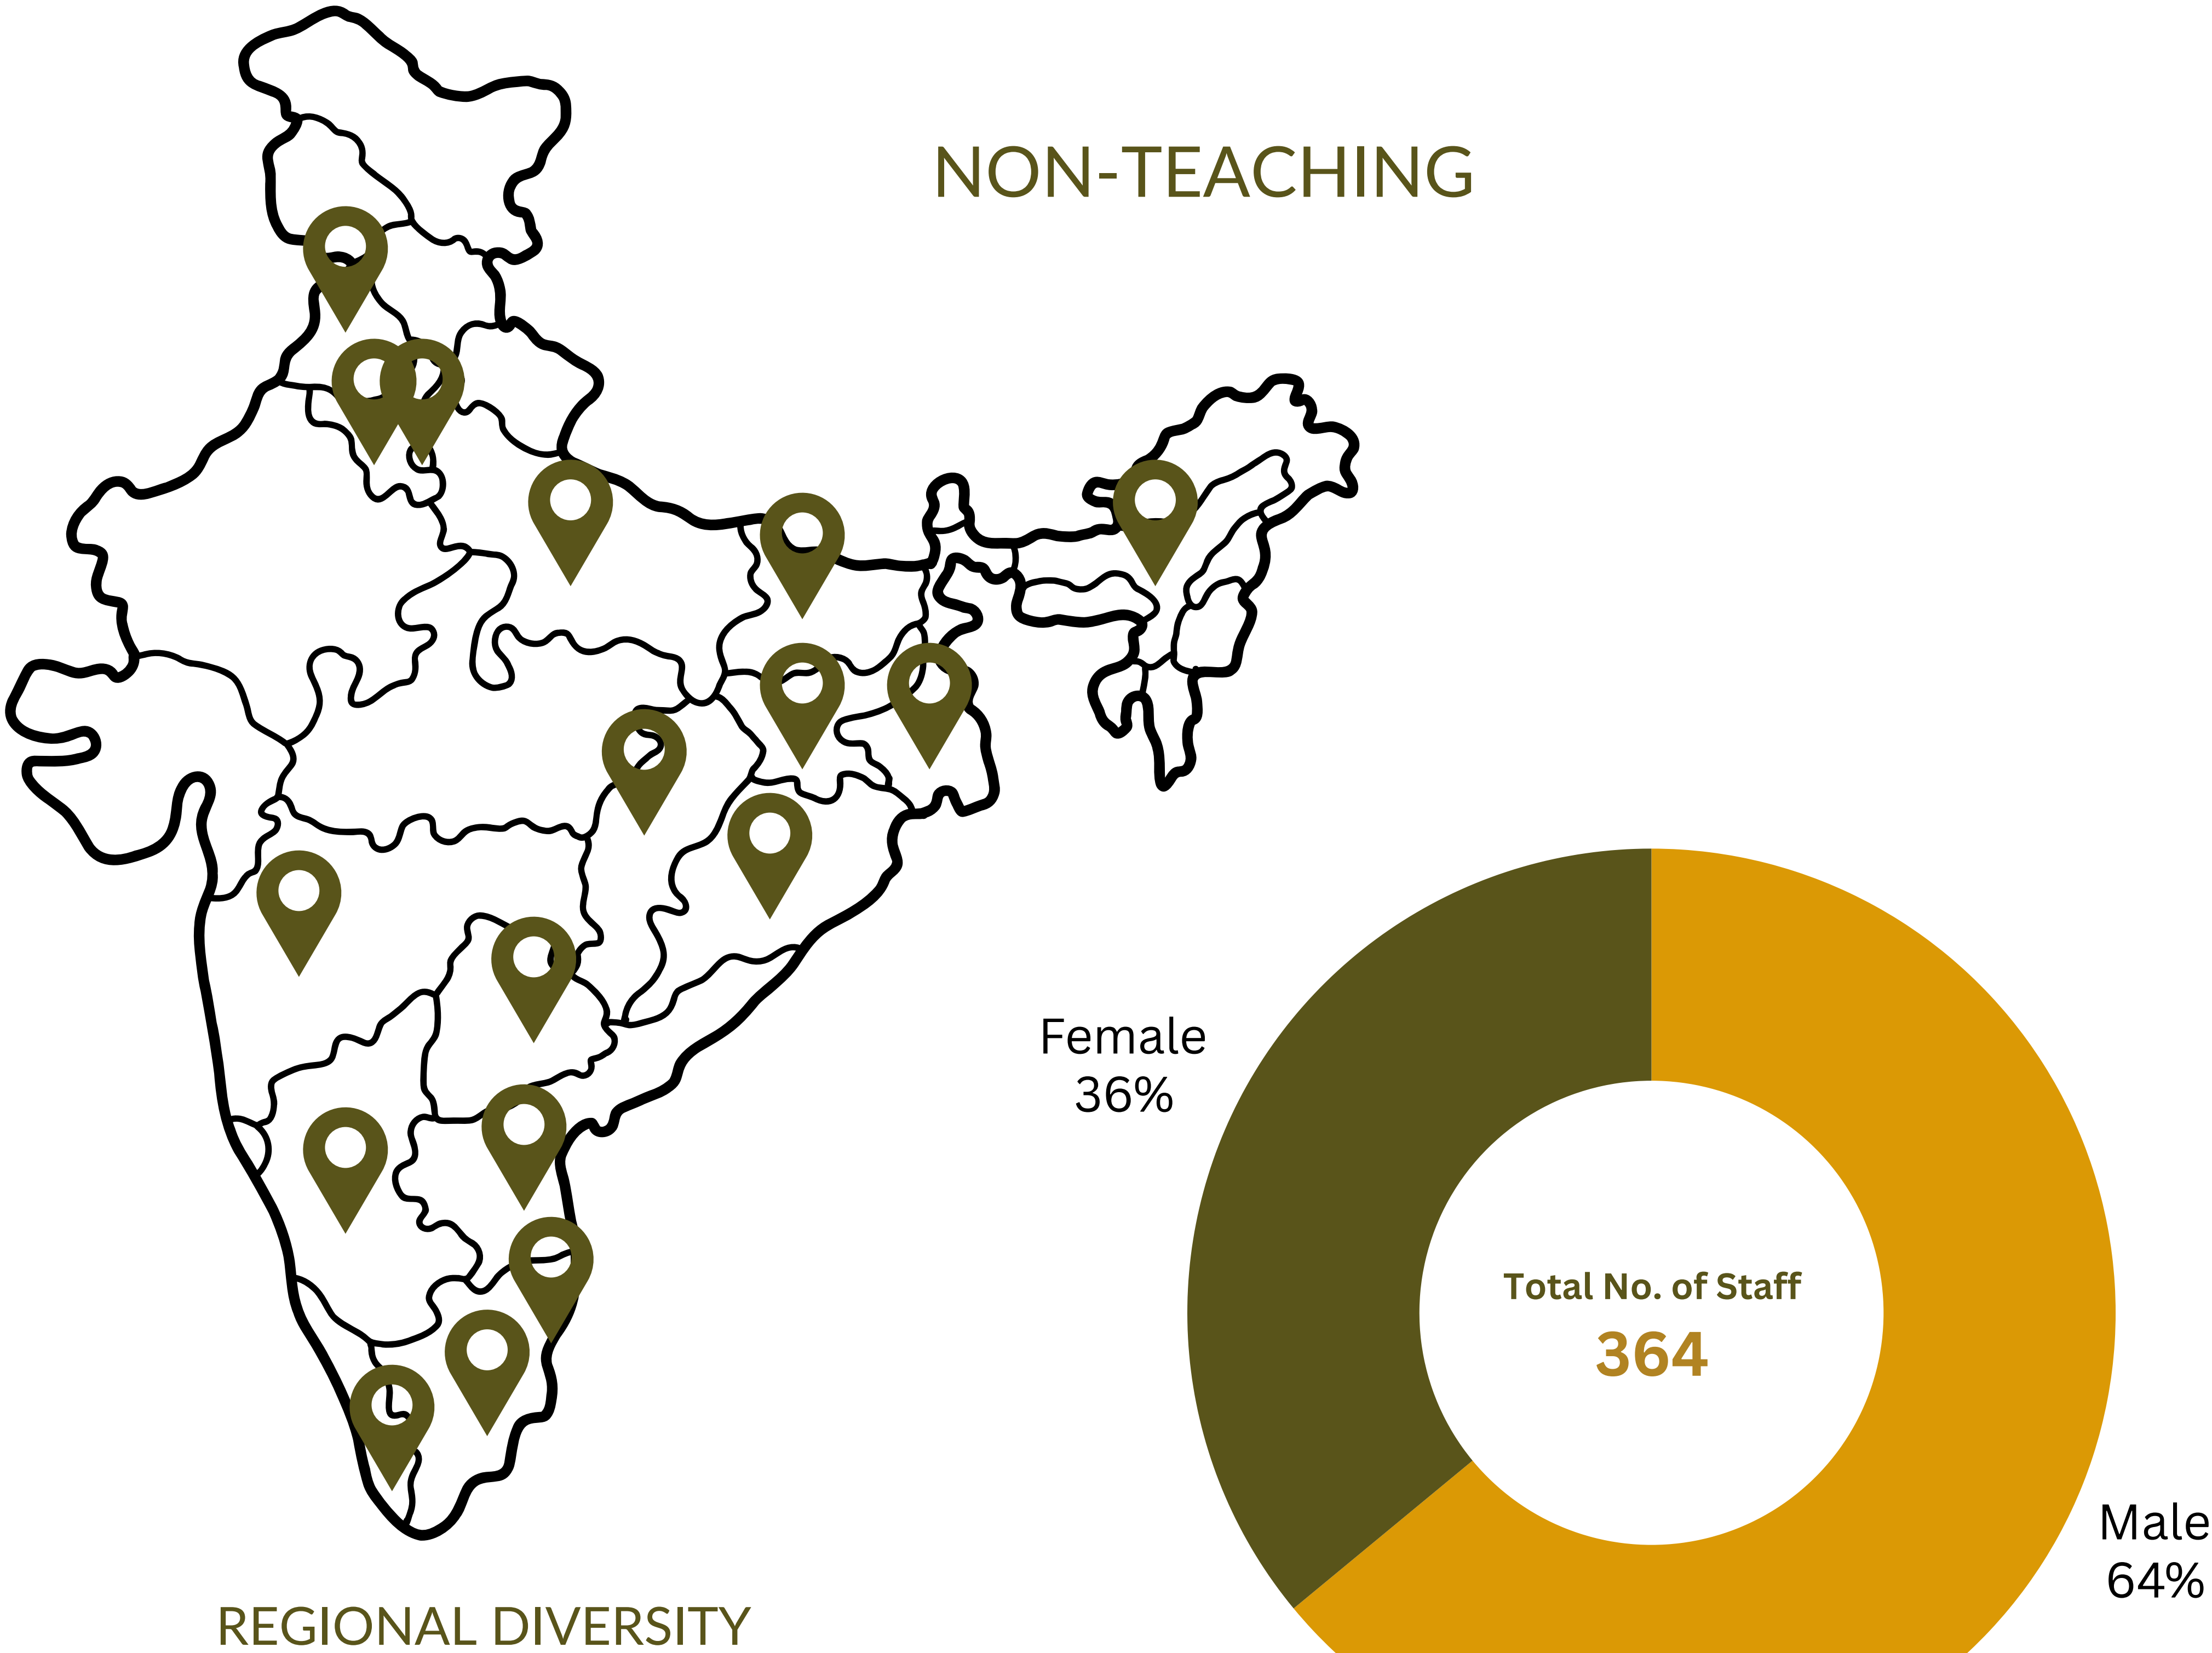 NON-TEACHING
Female
36%
Total No. of Staff
364
Male
64%
REGIONAL DIVERSITY